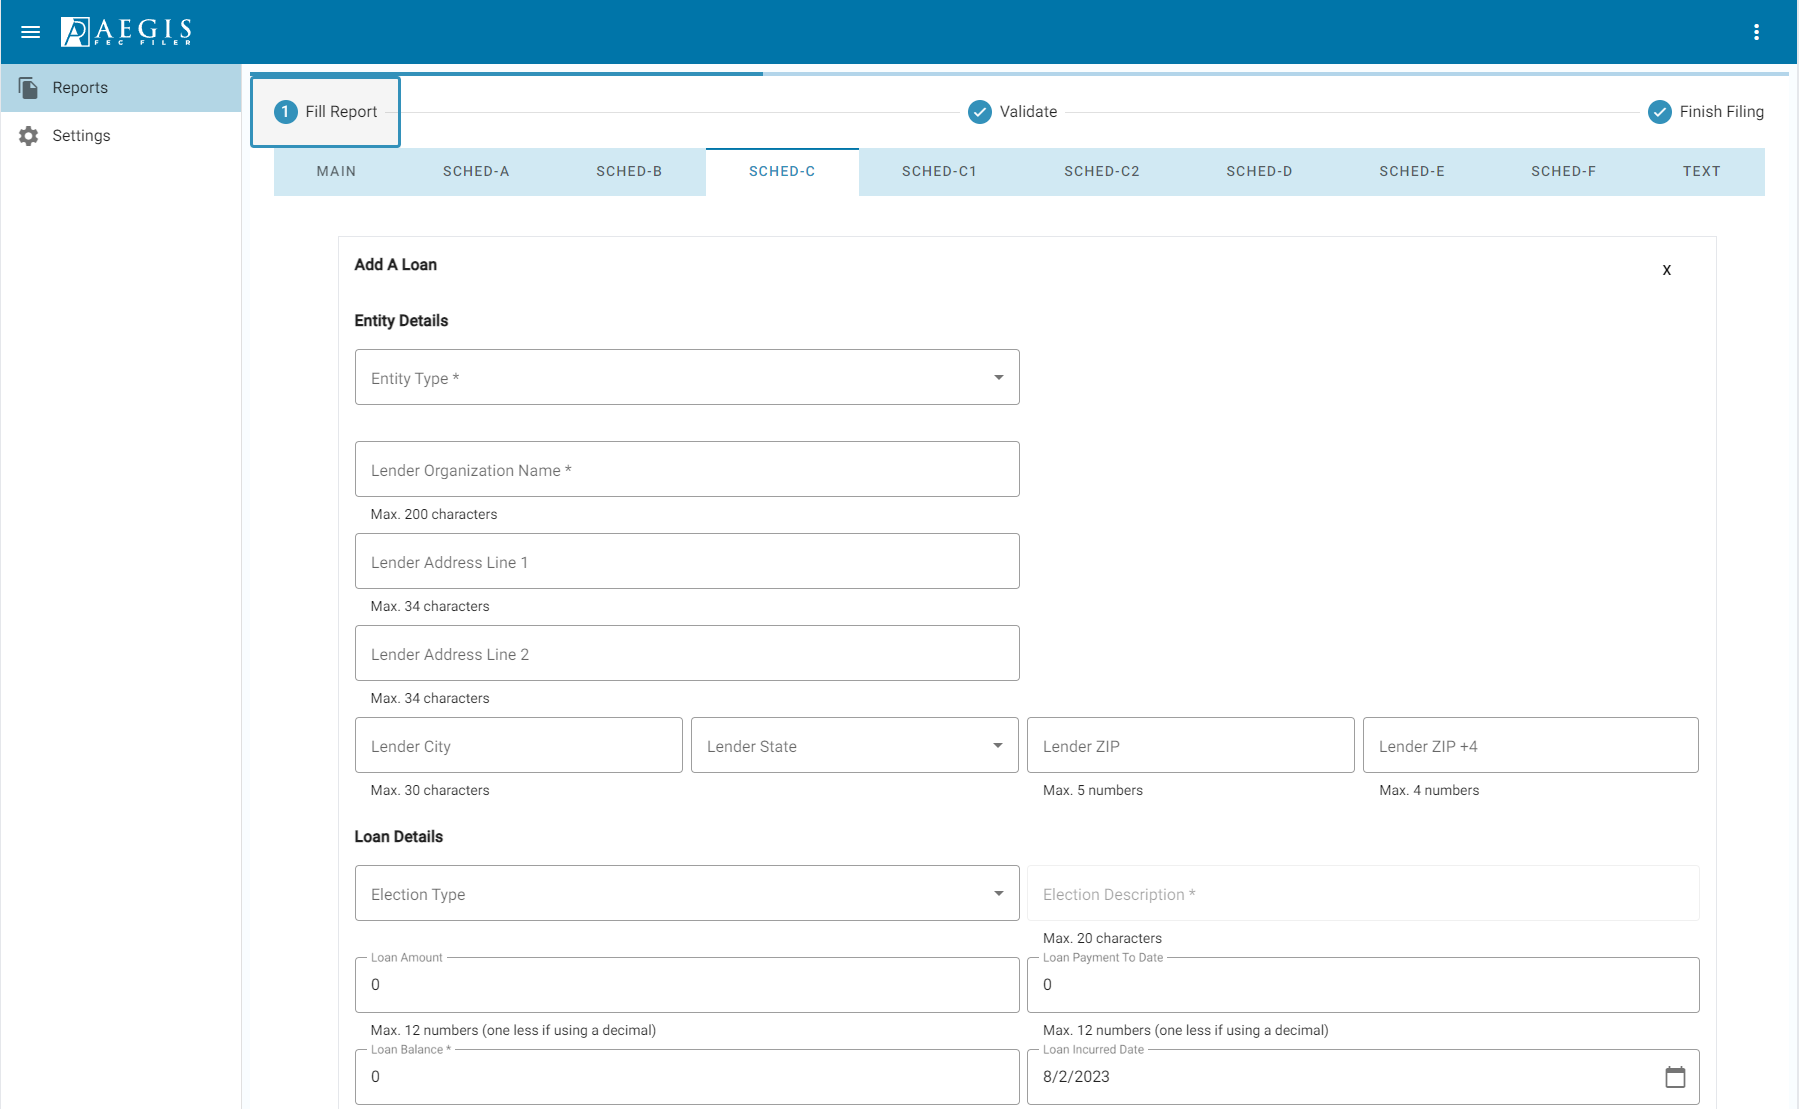 AEGIS
FEC FILER
Reports
Settings
1 Fill Report
Validate
Finish Filing
MAIN SCHED-A SCHED-B SCHED-C SCHED-C1 SCHED-C2 SCHED-D SCHED-E SCHED-F TEXT
Add A Loan
x
Entity Details
Entity Type *
Lender Organization Name *
Max. 200 characters
Lender Address Line 1
Max. 34 characters
Lender Address Line 2
Max. 34 characters
Lender City Lender State Lender ZIP Lender ZIP +4
Max. 30 characters Max. 5 numbers Max. 4 numbers
Loan Details
Election Type Election Description *
Max. 20 characters
Loan Amount Loan Payment To Date
0 0
Max. 12 numbers (one less if using a decimal) Max. 12 numbers (one less if using a decimal)
Loan Balance * Loan Incurred Date
0 8/2/2023